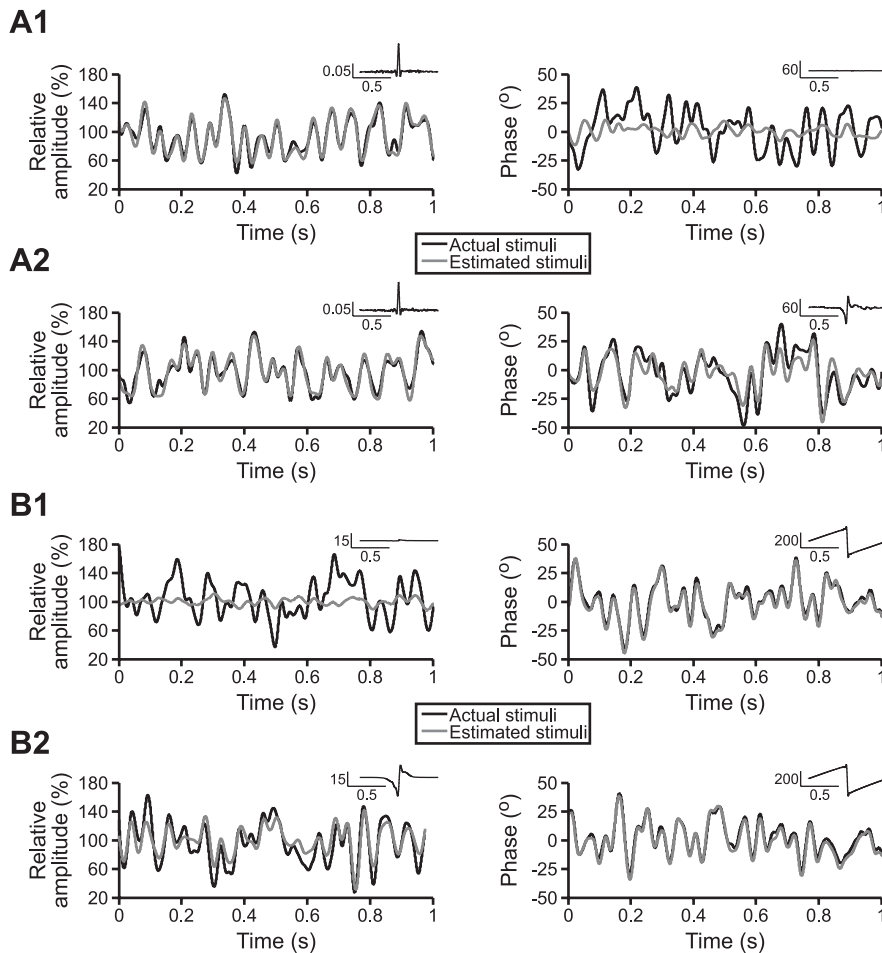 A1
Relative amplitude (%)
180
140
100
60
20
0 0.2 0.4 0.6 0.8 1
Time (s)
0.05
0.5
Phase (°)
50
25
0
-25
-50
0 0.2 0.4 0.6 0.8 1
Time (s)
60
0.5
Actual stimuli
Estimated stimuli
A2
Relative amplitude (%)
180
140
100
60
20
0 0.2 0.4 0.6 0.8 1
Time (s)
0.05
0.5
Phase (°)
50
25
0
-25
-50
0 0.2 0.4 0.6 0.8 1
Time (s)
60
0.5
B1
Relative amplitude (%)
180
140
100
60
20
0 0.2 0.4 0.6 0.8 1
Time (s)
15
0.5
Phase (°)
50
25
0
-25
-50
0 0.2 0.4 0.6 0.8 1
Time (s)
200
0.5
Actual stimuli
Estimated stimuli
B2
Relative amplitude (%)
180
140
100
60
20
0 0.2 0.4 0.6 0.8 1
Time (s)
15
0.5
Phase (°)
50
25
0
-25
-50
0 0.2 0.4 0.6 0.8 1
Time (s)
200
0.5